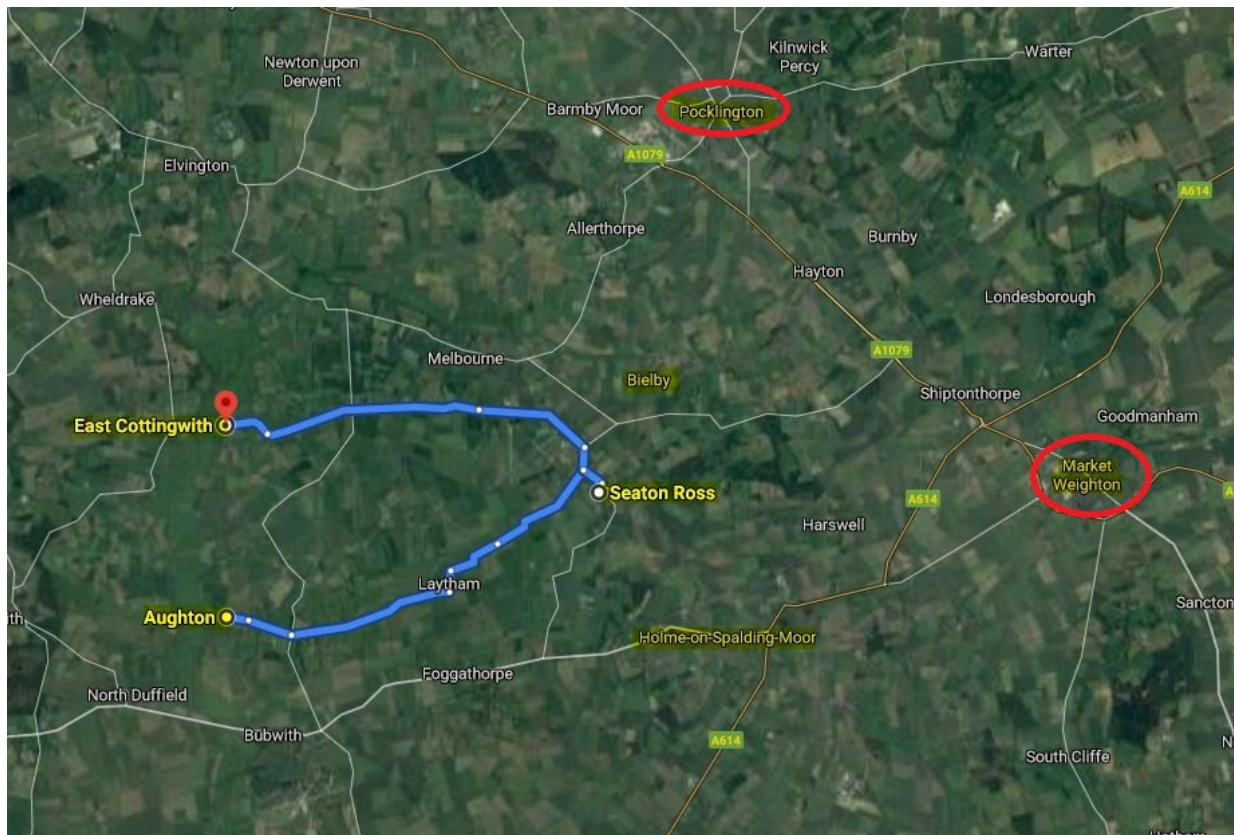 Newton upon
Derwent
Kilnwick
Percy
Warter
Barmby Moor
Pocklington
A1079
Elvington
A614
Allerthorpe
Burnby
Hayton
Londesborough
Wheldrake
Melbourne
A1079
Bielby
Shiptonthorpe
Goodmanham
East Cottingwith
Market
Weighton
Seaton Ross
A614
Harswell
Laytham
Sancton
Aughton
Holme-on-Spalding-Moor
Foggathorpe
North Duffield
Bubwith
A614
South Cliffe